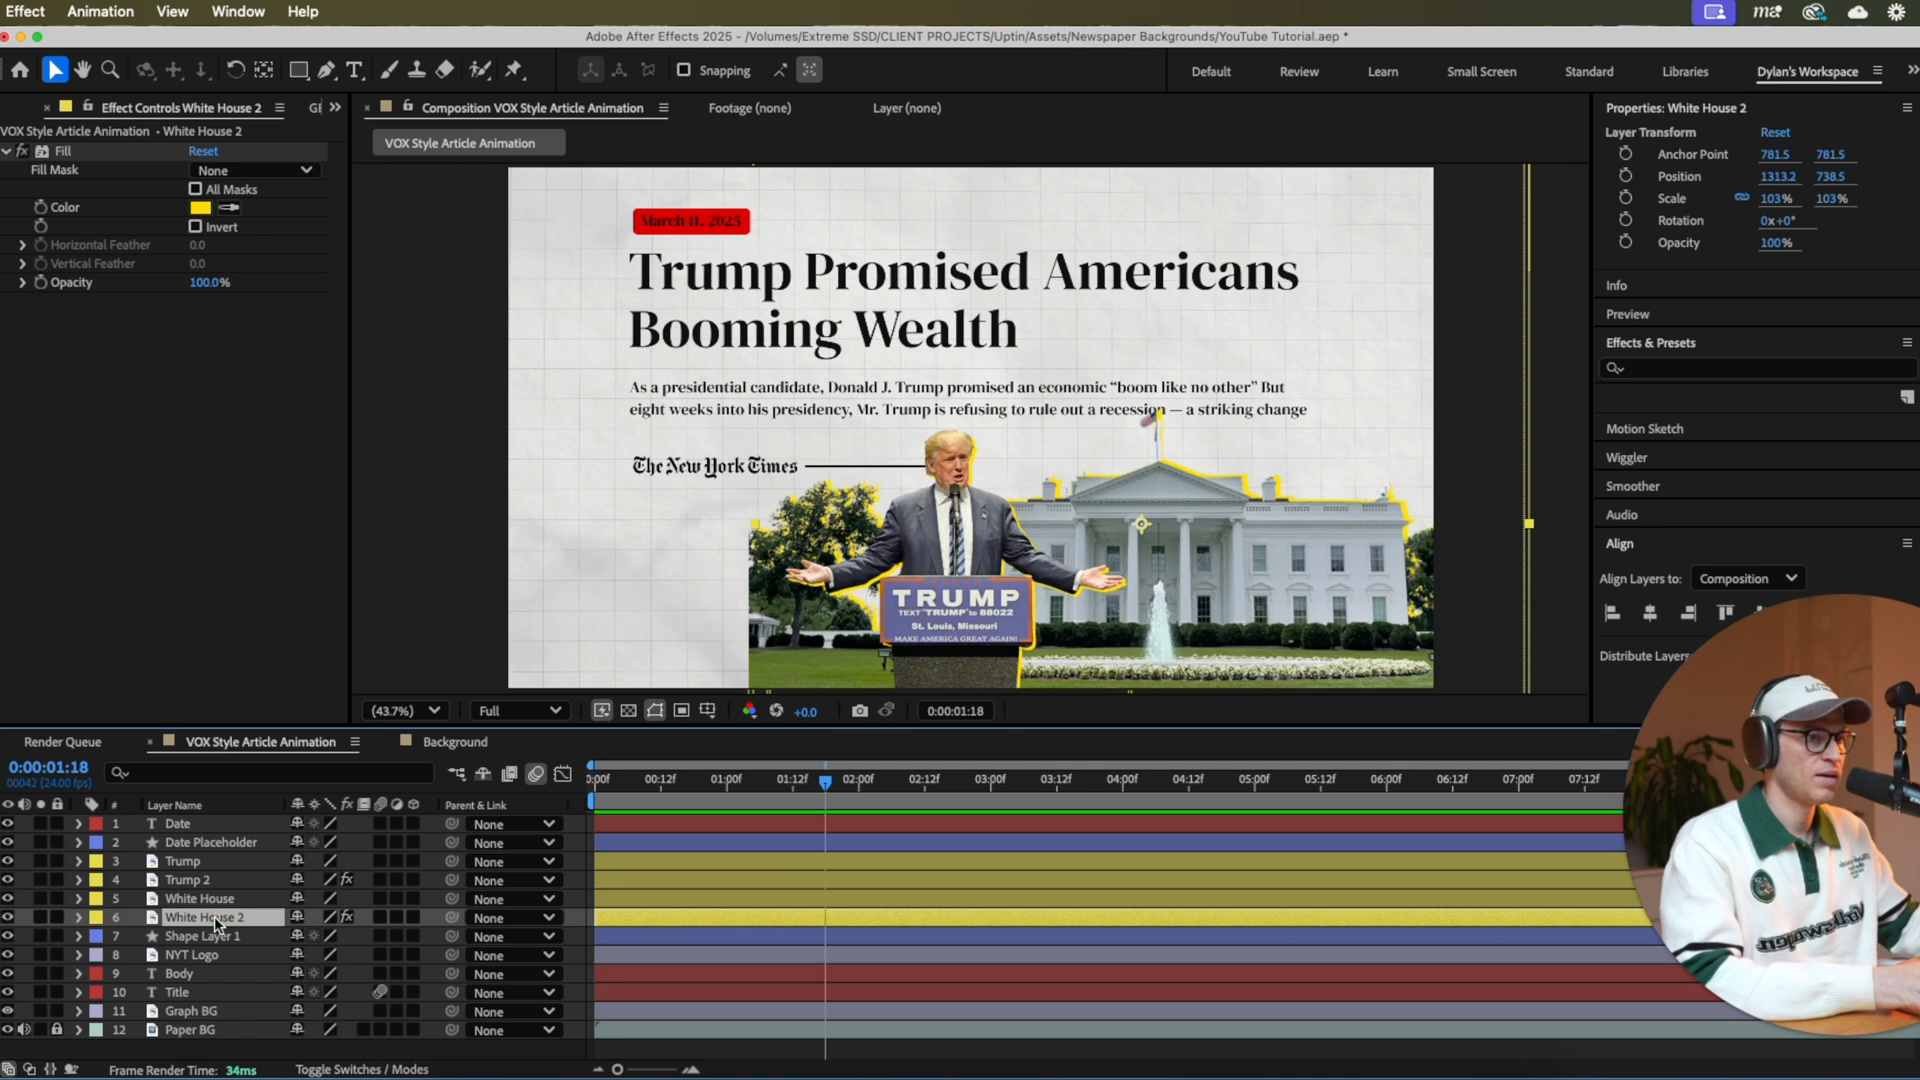 Effect Animation View Window Help
Adobe After Effects 2025 - /Volumes/Extreme SSD/CLIENT PROJECTS/Uptin/Assets/Newspaper Backgrounds/YouTube Tutorial.aep *
Snapping
Default Review Learn Small Screen Standard Libraries Dylan's Workspace
Effect Controls White House 2
VOX Style Article Animation • White House 2
fx Fill Reset
Fill Mask None
All Masks
Color
Invert
Horizontal Feather 0.0
Vertical Feather 0.0
Opacity 100.0%
Composition VOX Style Article Animation
Footage (none)
Layer (none)
VOX Style Article Animation
March 11, 2025
Trump Promised Americans
Booming Wealth
As a presidential candidate, Donald J. Trump promised an economic “boom like no other” But
eight weeks into his presidency, Mr. Trump is refusing to rule out a recession — a striking change
The New York Times
TRUMP
TEXT "TRUMP" to 88022
St. Louis, Missouri
MAKE AMERICA GREAT AGAIN!
(43.7%) Full +0.0 0:00:01:18
Properties: White House 2
Layer Transform Reset
Anchor Point 781.5 781.5
Position 1313.2 738.5
Scale 103% 103%
Rotation 0x+0°
Opacity 100%
Info
Preview
Effects & Presets
Motion Sketch
Wiggler
Smoother
Audio
Align
Align Layers to: Composition
Distribute Layers
Render Queue
VOX Style Article Animation
Background
0:00:01:18
00042 (24.00 fps)
:00f 00:12f 01:00f 01:12f 02:00f 02:12f 03:00f 03:12f 04:00f 04:12f 05:00f 05:12f 06:00f 06:12f 07:00f 07:12f
# Layer Name fx Parent & Link
1 T Date None
2 Date Placeholder None
3 Trump None
4 Trump 2 fx None
5 White House None
6 White House 2 fx None
7 Shape Layer 1 None
8 NYT Logo None
9 T Body None
10 T Title None
11 Graph BG None
12 Paper BG None
Frame Render Time: 34ms
Toggle Switches / Modes